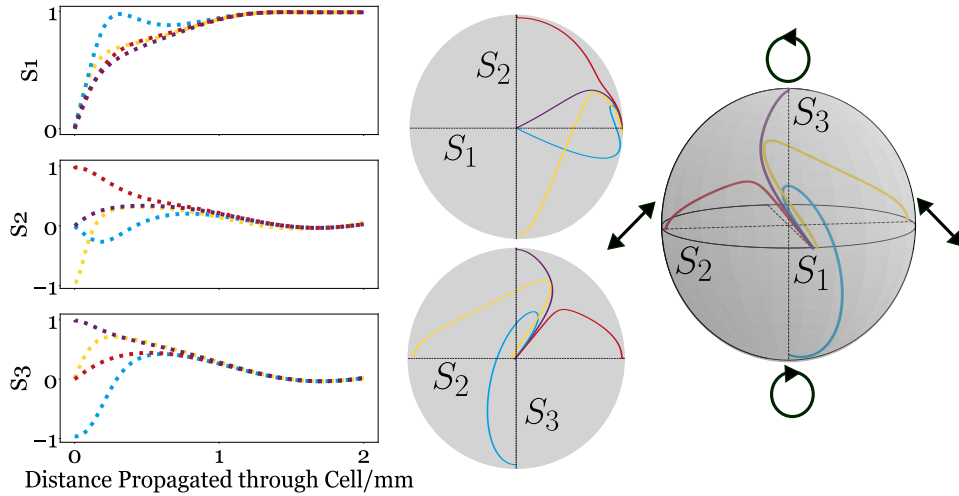 1
S1
0
S2
S1
S3
1
S2
0
−1
S2
S1
1
S3
0
−1
S2
S3
0
1
2
Distance Propagated through Cell/mm